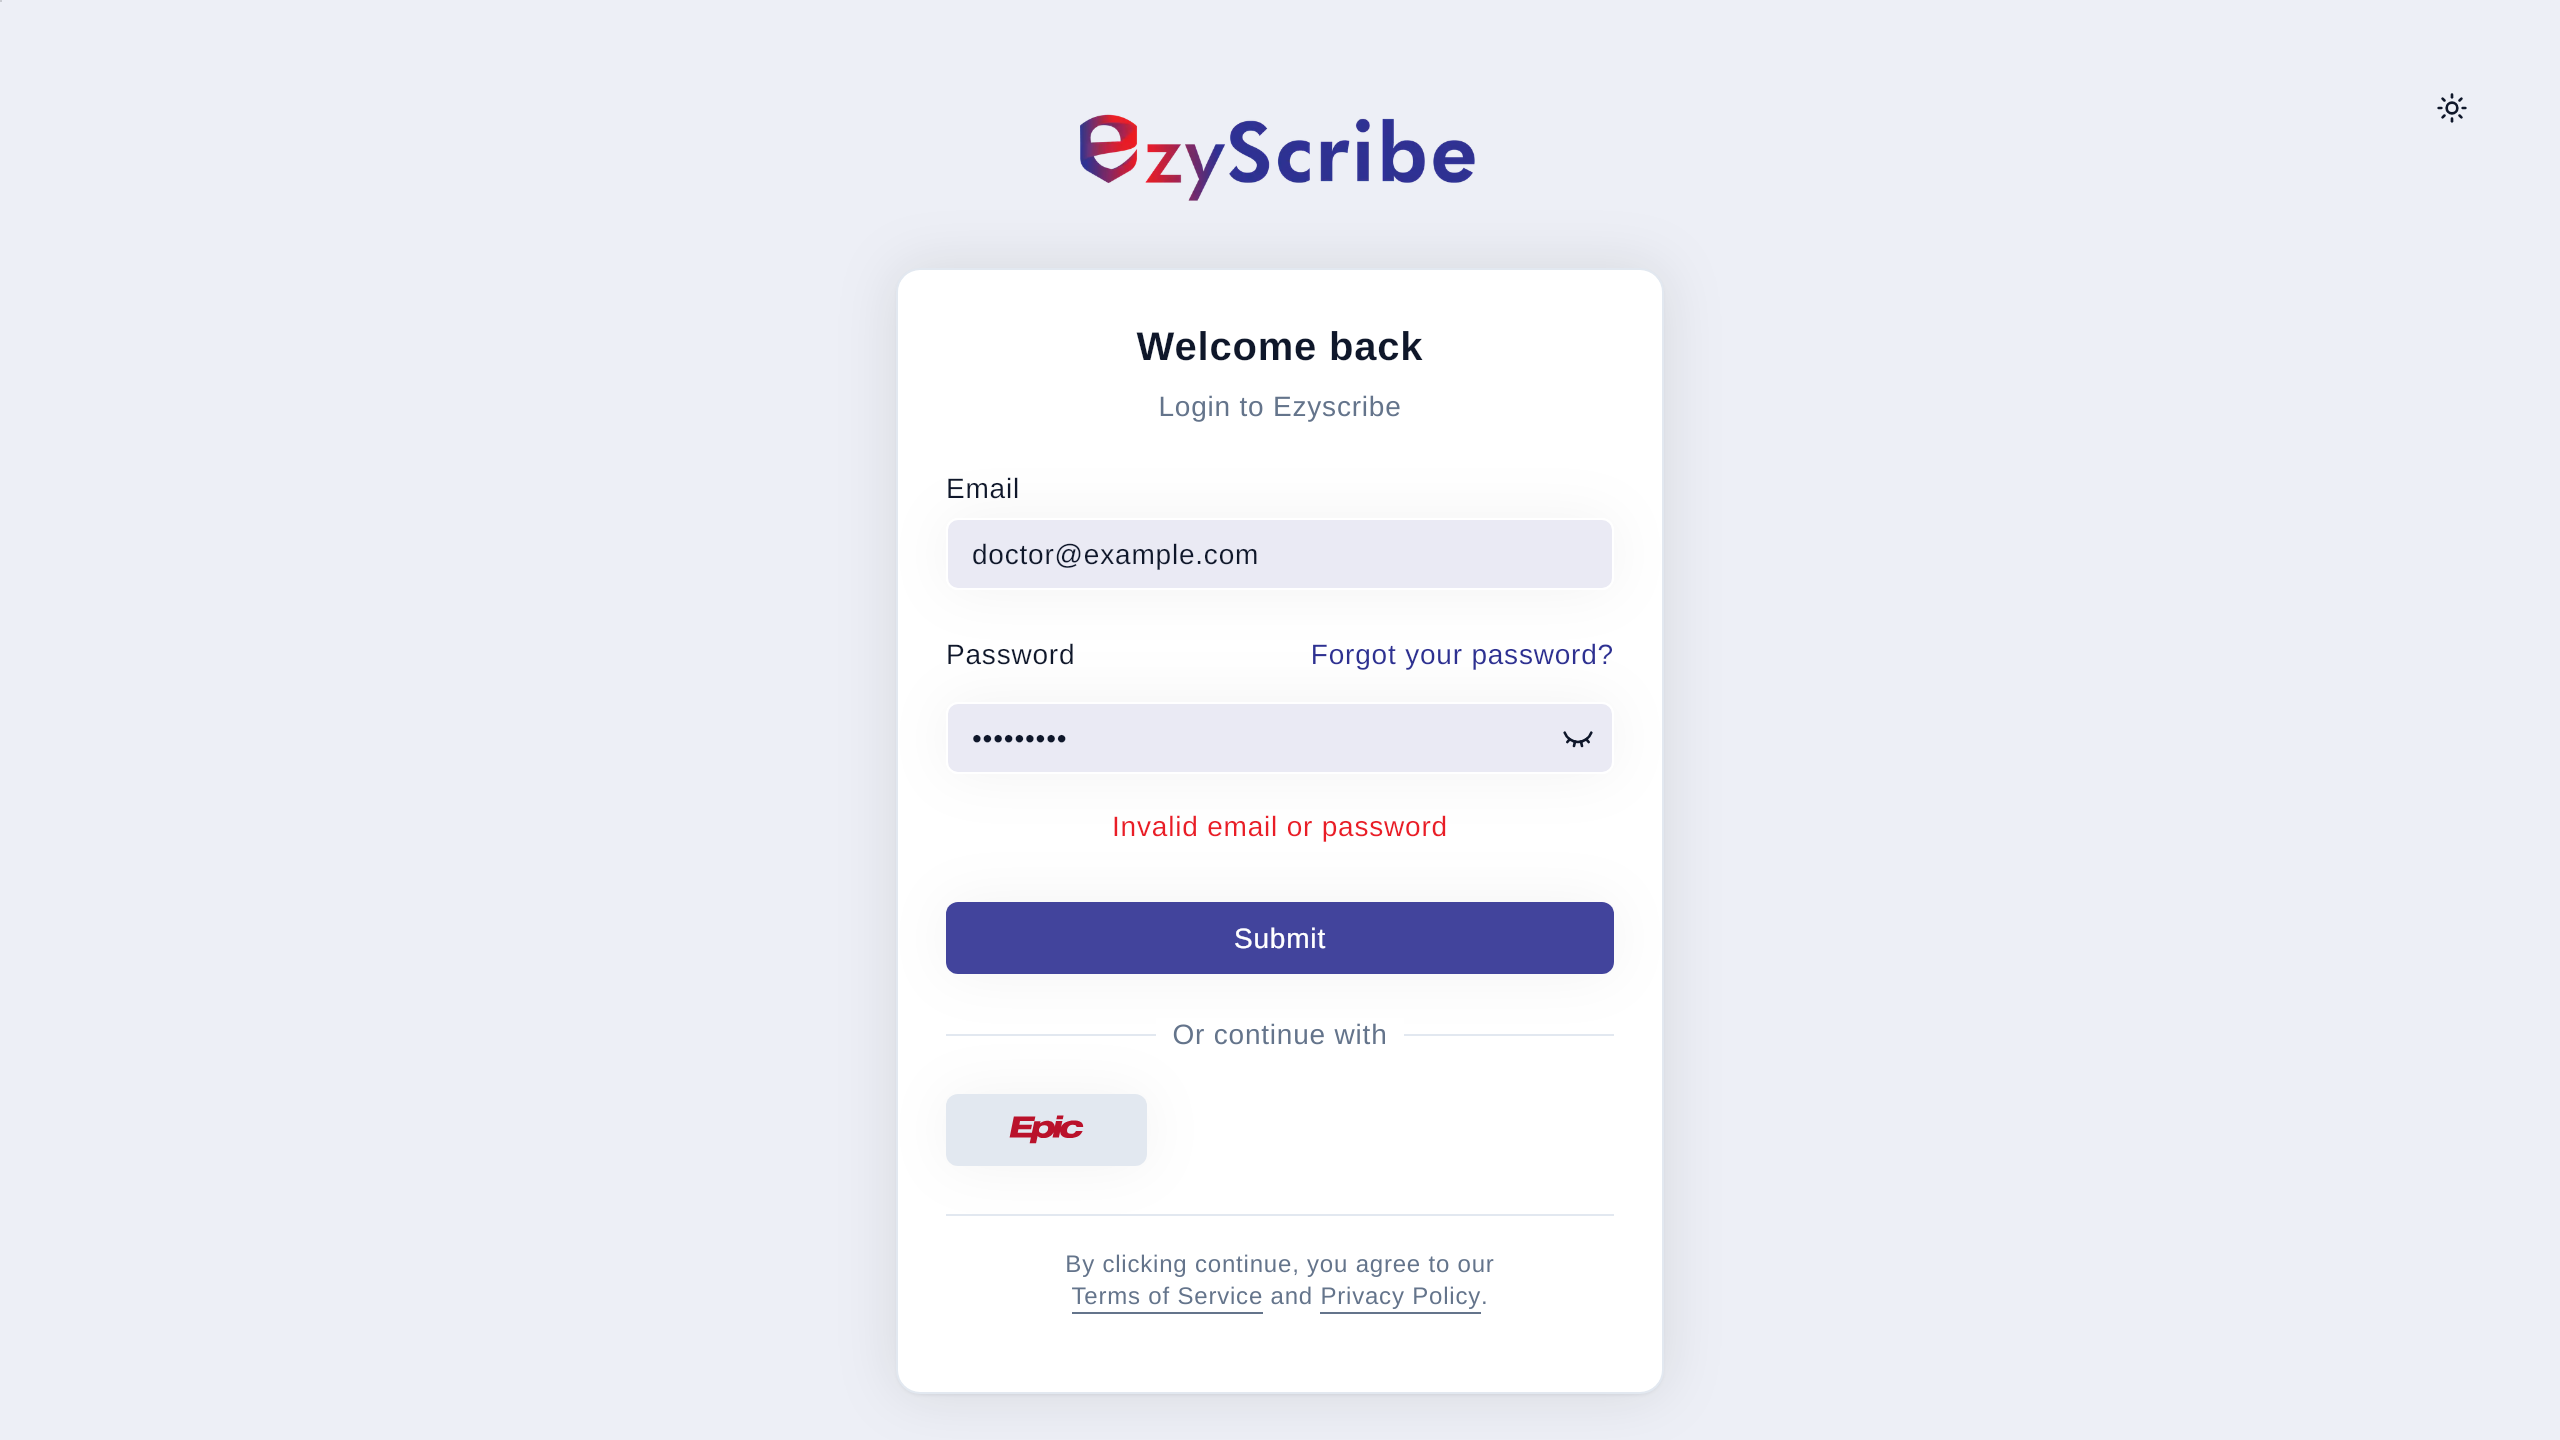 ezyScribe
Welcome back
Login to Ezyscribe
Email
doctor@example.com
Password Forgot your password?
•••••••••
Invalid email or password
Submit
Or continue with
Epic
By clicking continue, you agree to our
Terms of Service and Privacy Policy.